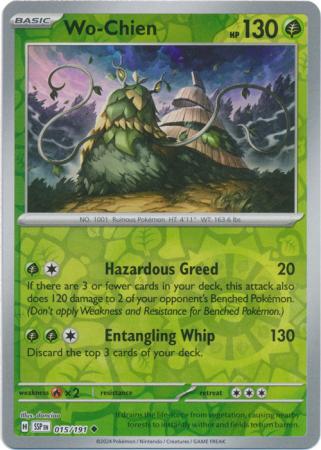 BASIC
Wo-Chien
HP 130
NO. 1001 Ruinous Pokémon. HT: 4'11" WT: 163.6 lbs
Hazardous Greed 20
If there are 3 or fewer cards in your deck, this attack also
does 120 damage to 2 of your opponent's Benched Pokémon.
(Don't apply Weakness and Resistance for Benched Pokémon.)
Entangling Whip 130
Discard the top 3 cards of your deck.
weakness ×2 resistance retreat
Illus. danciao
H SSP EN 015/191
It drains the life-force from vegetation, causing nearby
forests to instantly wither and fields to turn barren.
©2024 Pokémon / Nintendo / Creatures / GAME FREAK